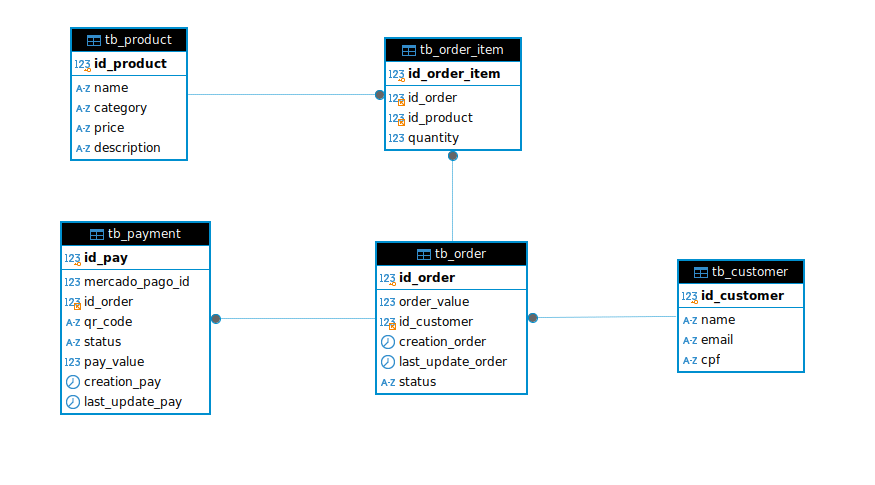 tb_product
123 id_product
A-Z name
A-Z category
A-Z price
A-Z description
tb_order_item
123 id_order_item
123 id_order
123 id_product
123 quantity
tb_payment
123 id_pay
123 mercado_pago_id
123 id_order
A-Z qr_code
A-Z status
123 pay_value
creation_pay
last_update_pay
tb_order
123 id_order
123 order_value
123 id_customer
creation_order
last_update_order
A-Z status
tb_customer
123 id_customer
A-Z name
A-Z email
A-Z cpf